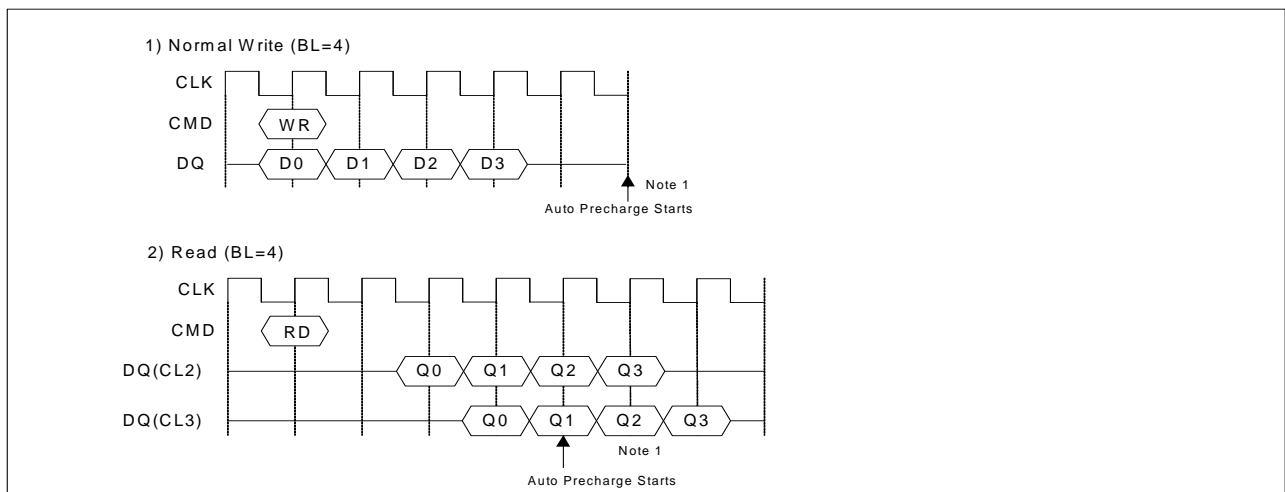 1) Normal Write (BL=4)
CLK
CMD WR
DQ D0 D1 D2 D3
Note 1
Auto Precharge Starts
2) Read (BL=4)
CLK
CMD RD
DQ(CL2) Q0 Q1 Q2 Q3
DQ(CL3) Q0 Q1 Q2 Q3
Note 1
Auto Precharge Starts